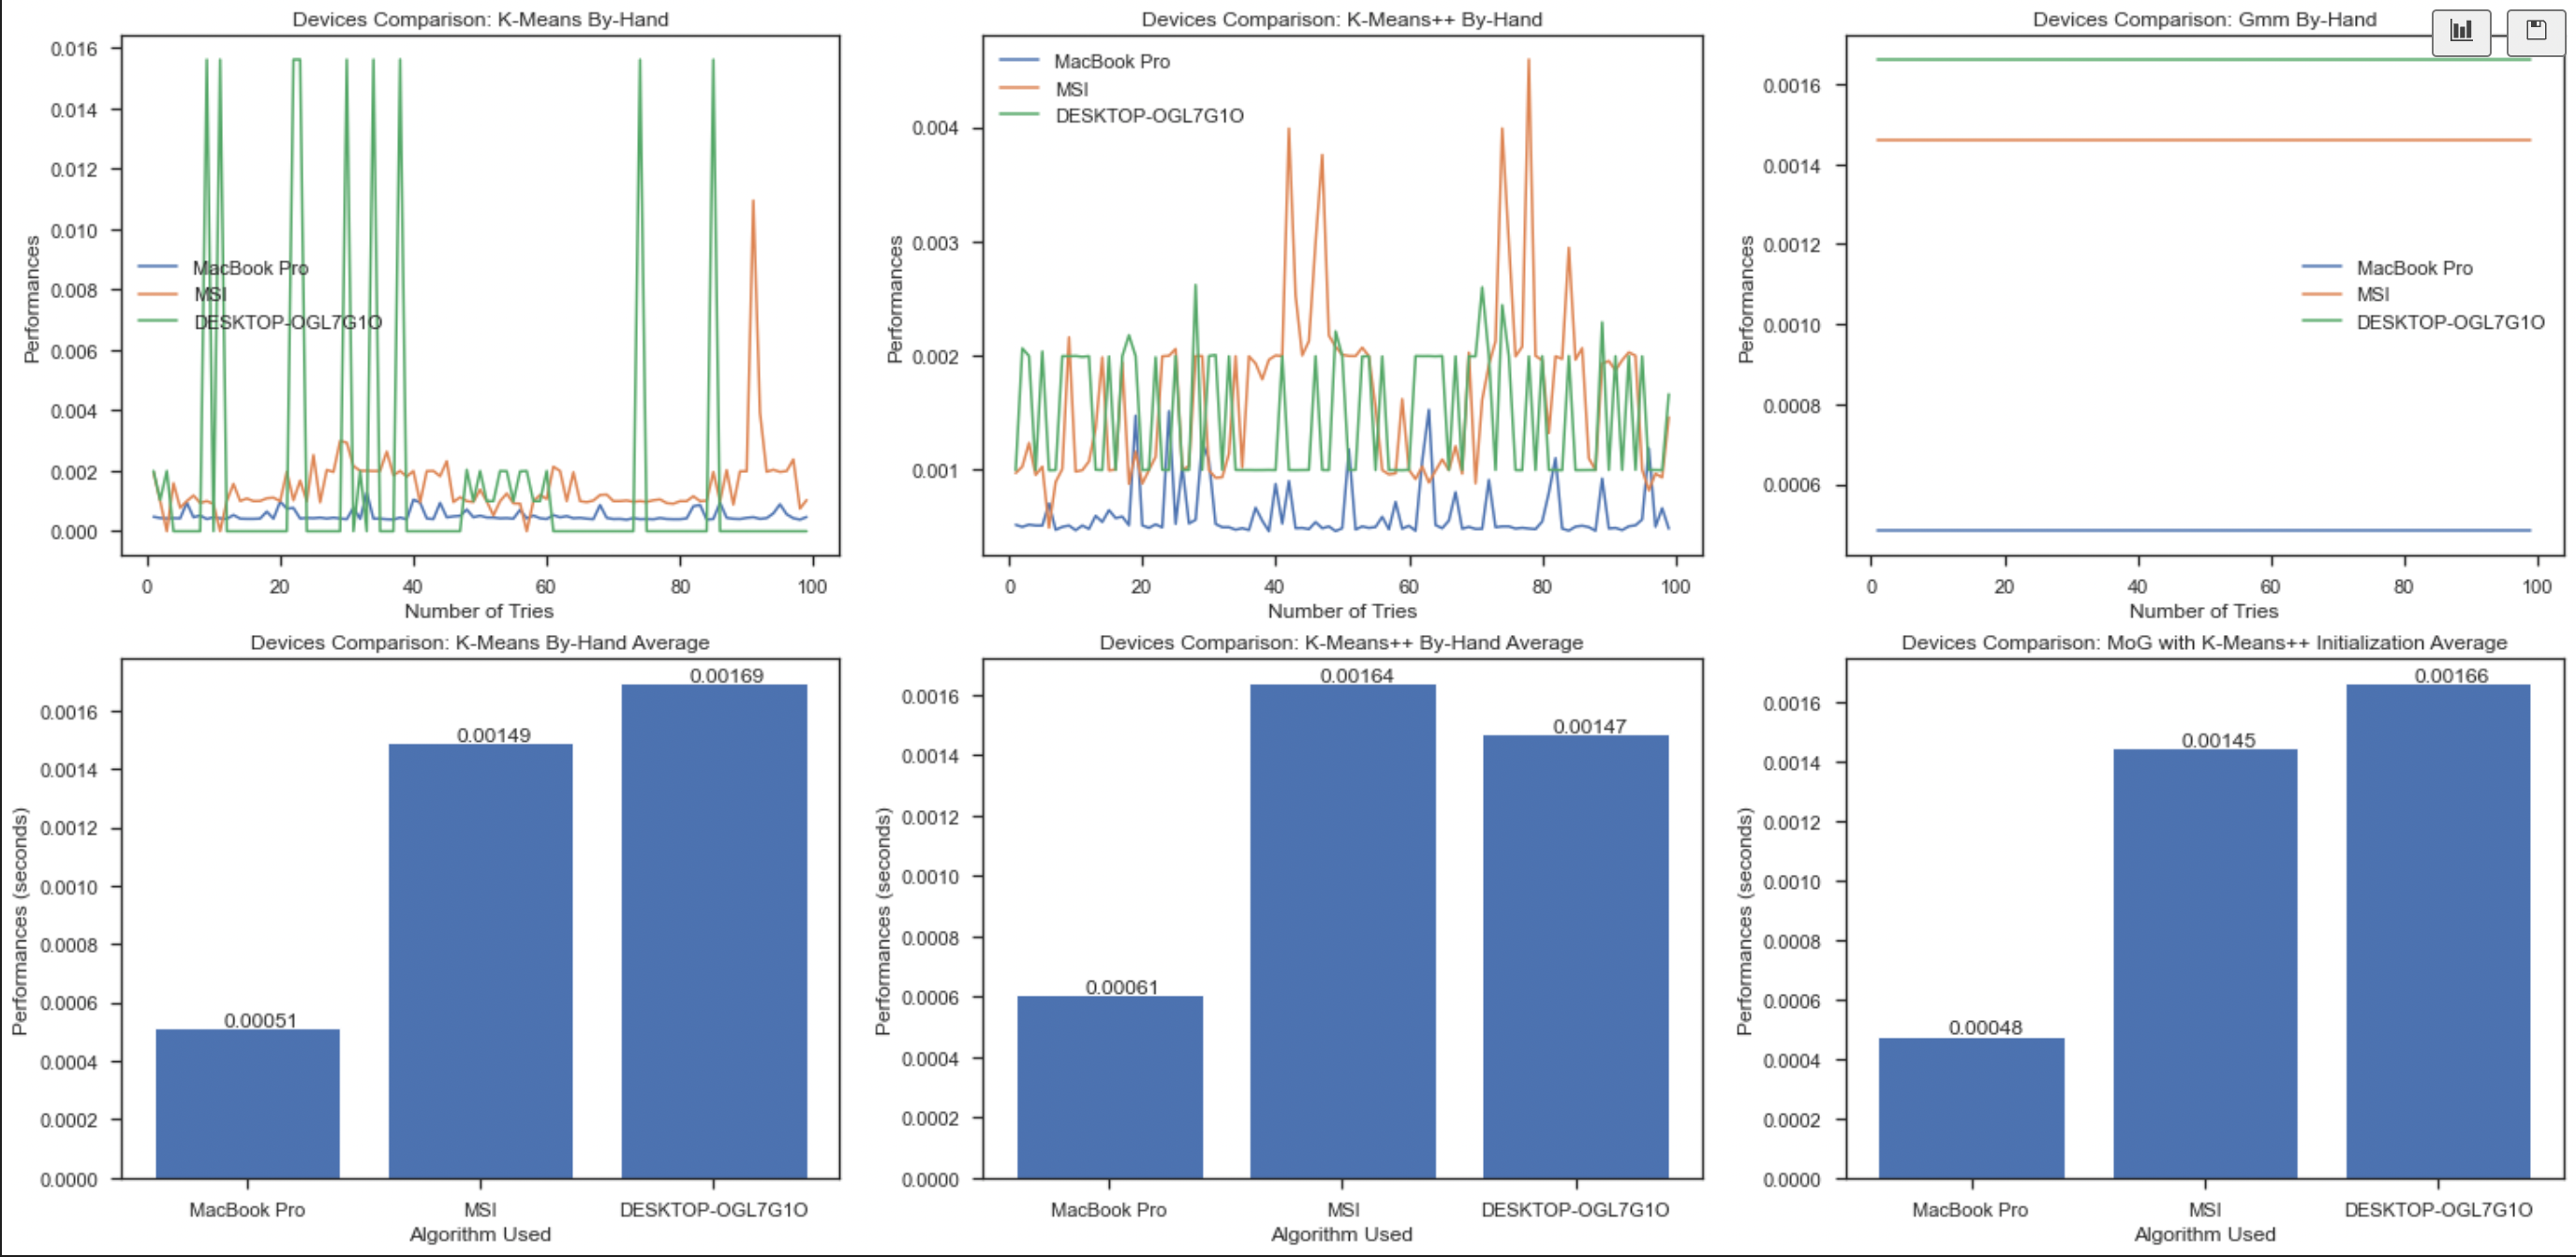 Devices Comparison: K-Means By-Hand
0.016
0.014
0.012
0.010
0.008
0.006
0.004
0.002
0.000
Performances
MacBook Pro
MSI
DESKTOP-OGL7G1O
0 20 40 60 80 100
Number of Tries
Devices Comparison: K-Means++ By-Hand
0.004
0.003
0.002
0.001
Performances
MacBook Pro
MSI
DESKTOP-OGL7G1O
0 20 40 60 80 100
Number of Tries
Devices Comparison: Gmm By-Hand
0.0016
0.0014
0.0012
0.0010
0.0008
0.0006
Performances
MacBook Pro
MSI
DESKTOP-OGL7G1O
0 20 40 60 80 100
Number of Tries
Devices Comparison: K-Means By-Hand Average
0.0016
0.0014
0.0012
0.0010
0.0008
0.0006
0.0004
0.0002
0.0000
Performances (seconds)
0.00051
0.00149
0.00169
MacBook Pro MSI DESKTOP-OGL7G1O
Algorithm Used
Devices Comparison: K-Means++ By-Hand Average
0.0016
0.0014
0.0012
0.0010
0.0008
0.0006
0.0004
0.0002
0.0000
Performances (seconds)
0.00061
0.00164
0.00147
MacBook Pro MSI DESKTOP-OGL7G1O
Algorithm Used
Devices Comparison: MoG with K-Means++ Initialization Average
0.0016
0.0014
0.0012
0.0010
0.0008
0.0006
0.0004
0.0002
0.0000
Performances (seconds)
0.00048
0.00145
0.00166
MacBook Pro MSI DESKTOP-OGL7G1O
Algorithm Used